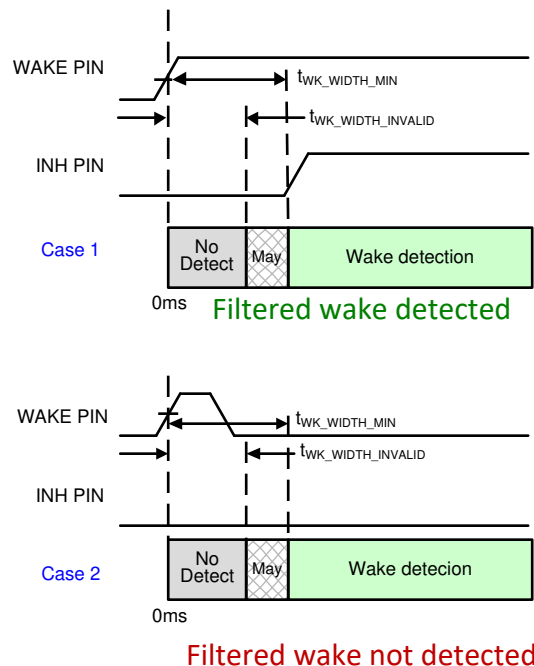 WAKE PIN
tWK_WIDTH_MIN
tWK_WIDTH_INVALID
INH PIN
Case 1
No
Detect
May
Wake detection
0ms
Filtered wake detected
WAKE PIN
tWK_WIDTH_MIN
tWK_WIDTH_INVALID
INH PIN
Case 2
No
Detect
May
Wake detecion
0ms
Filtered wake not detected